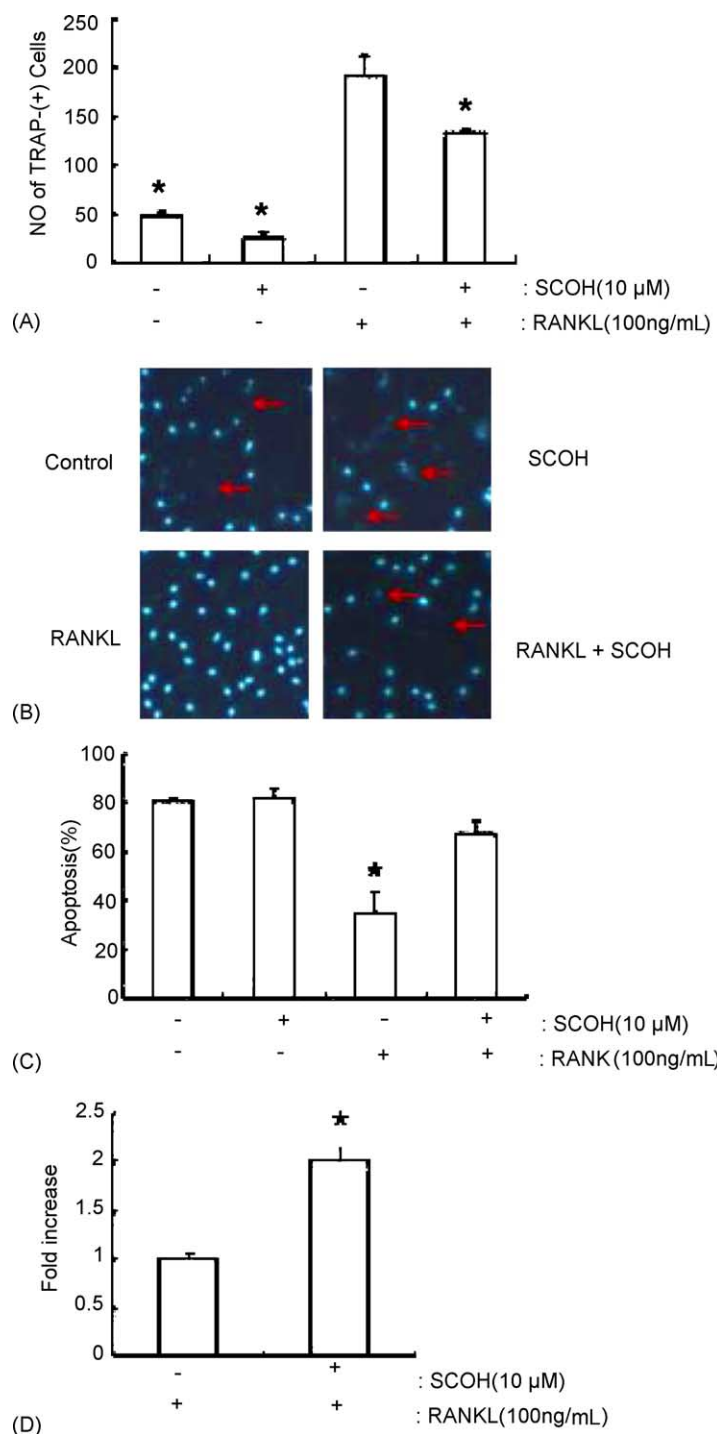 250
200
150
100
50
0
NO of TRAP-(+) Cells
* * *
- + - + : SCOH(10 µM)
(A) - - + + : RANKL(100ng/mL)
Control
SCOH
RANKL
RANKL + SCOH
(B)
100
80
60
40
20
0
Apoptosis(%)
*
- + - + : SCOH(10 µM)
(C) - - + + : RANK(100ng/mL)
2.5
2
1.5
1
0.5
0
Fold increase
*
- + : SCOH(10 µM)
(D) + + : RANKL(100ng/mL)